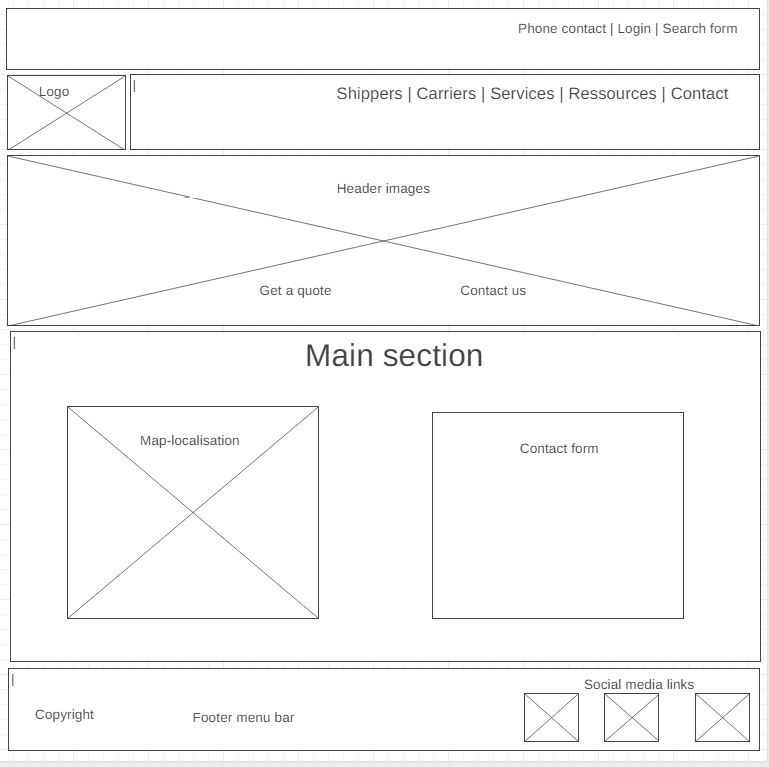 Phone contact | Login | Search form
Logo
|
Shippers | Carriers | Services | Ressources | Contact
Header images
Get a quote
Contact us
|
Main section
Map-localisation
Contact form
|
Social media links
Copyright
Footer menu bar